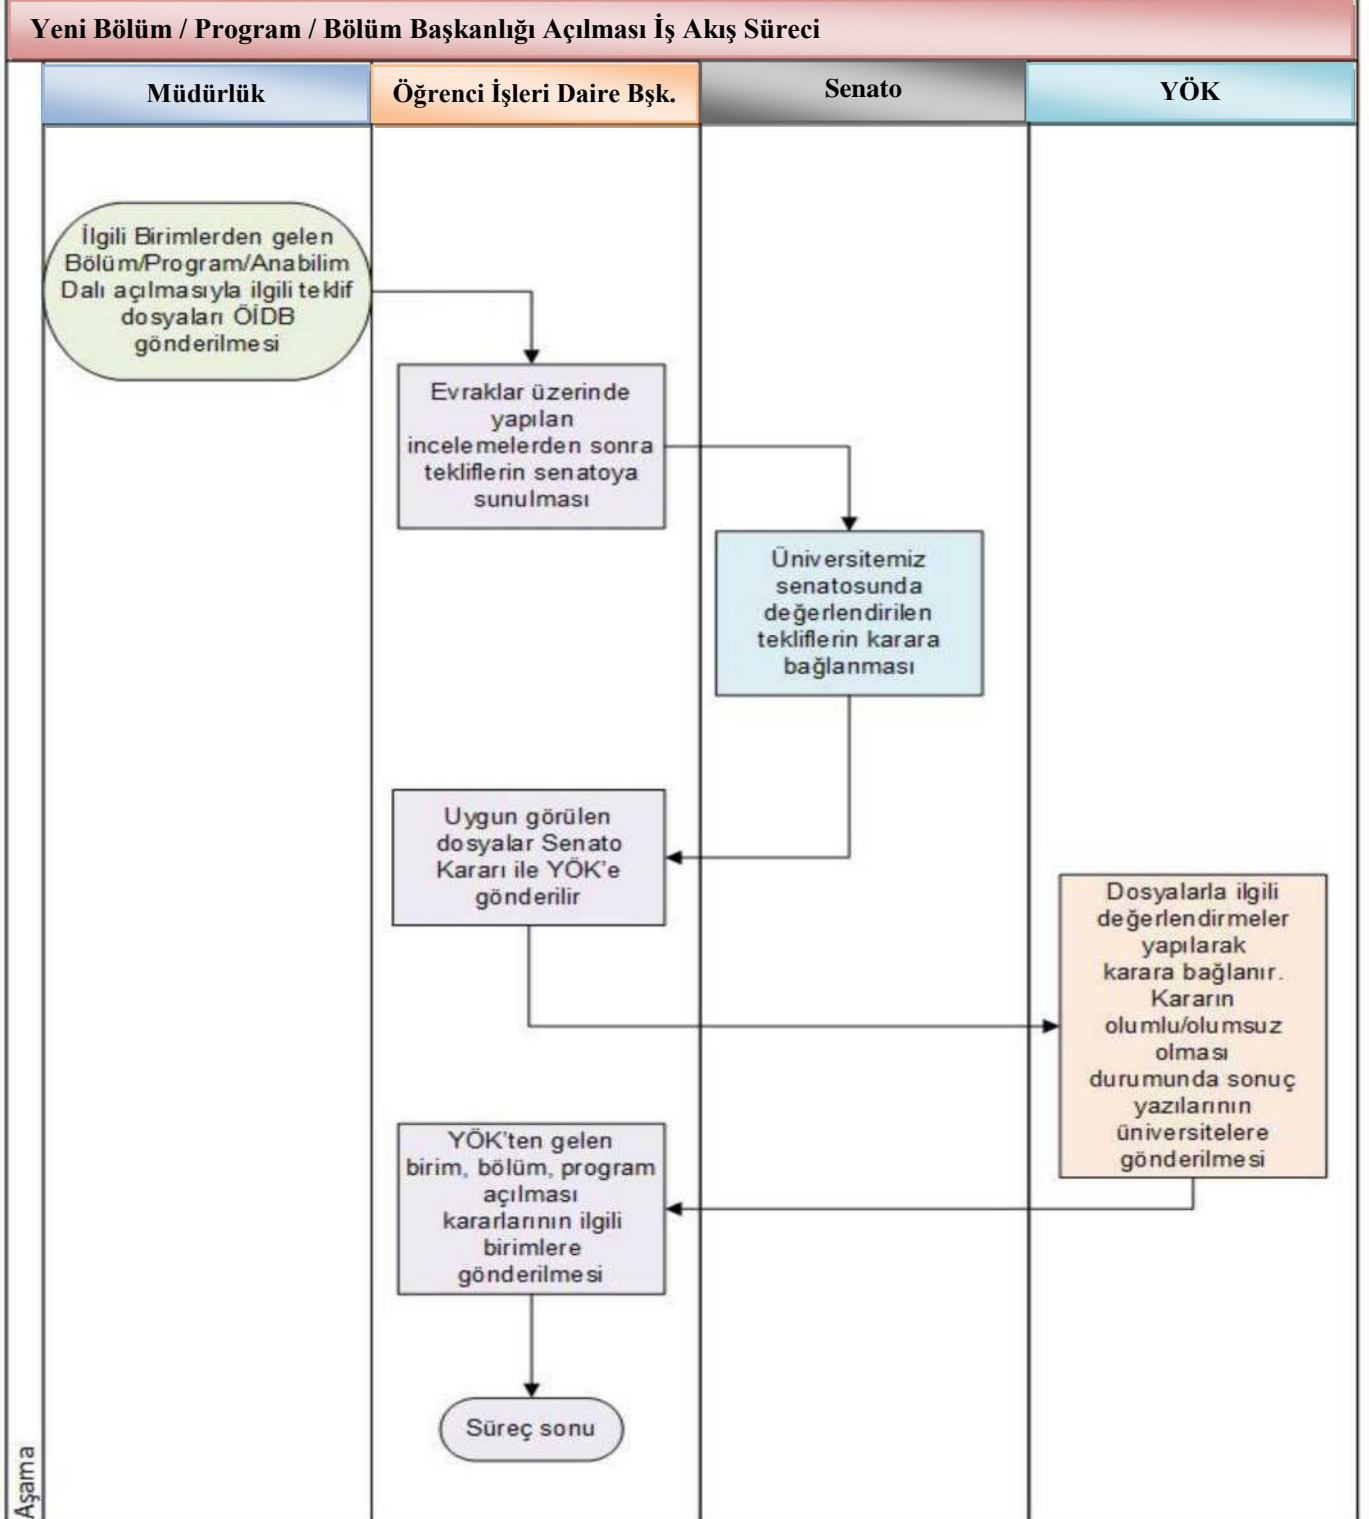 Yeni Bölüm / Program / Bölüm Başkanlığı Açılması İş Akış Süreci
Müdürlük
Öğrenci İşleri Daire Bşk.
Senato
YÖK
İlgili Birimlerden gelen
Bölüm/Program/Anabilim
Dalı açılmasıyla ilgili teklif
dosyaları ÖİDB
gönderilmesi
Evraklar üzerinde
yapılan
incelemelerden sonra
tekliflerin senatoya
sunulması
Üniversitemiz
senatosunda
değerlendirilen
tekliflerin karara
bağlanması
Uygun görülen
dosyalar Senato
Kararı ile YÖK'e
gönderilir
Dosyalarla ilgili
değerlendirmeler
yapılarak
karara bağlanır.
Kararın
olumlu/olumsuz
olması
durumunda sonuç
yazılarının
üniversitelere
gönderilmesi
YÖK'ten gelen
birim, bölüm, program
açılması
kararlarının ilgili
birimlere
gönderilmesi
Süreç sonu
Aşama